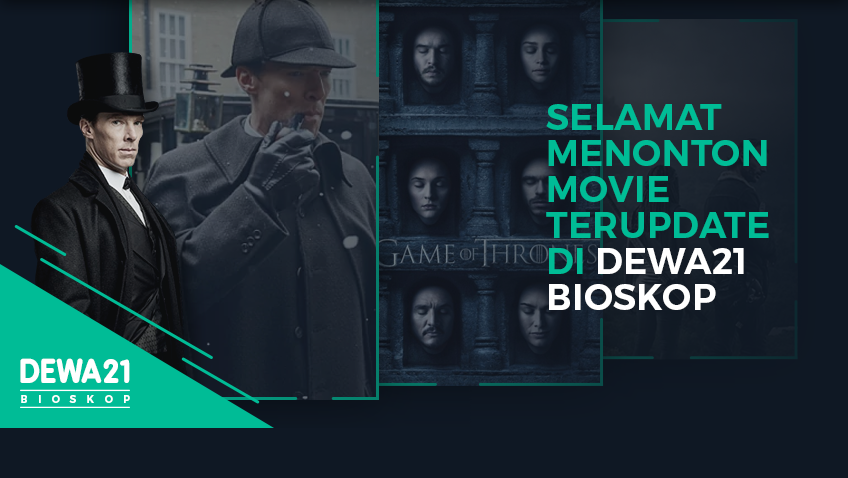 SELAMAT
MENONTON
MOVIE
TERUPDATE
DI DEWA21
BIOSKOP
GAME OF THRONES
DEWA21
BIOSKOP